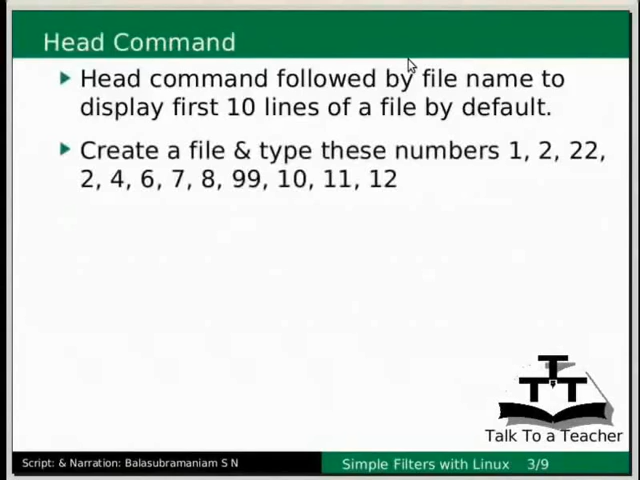 Head Command
Head command followed by file name to
display first 10 lines of a file by default.
Create a file & type these numbers 1, 2, 22,
2, 4, 6, 7, 8, 99, 10, 11, 12
T
T T
Talk To a Teacher
Script: & Narration: Balasubramaniam S N
Simple Filters with Linux 3/9